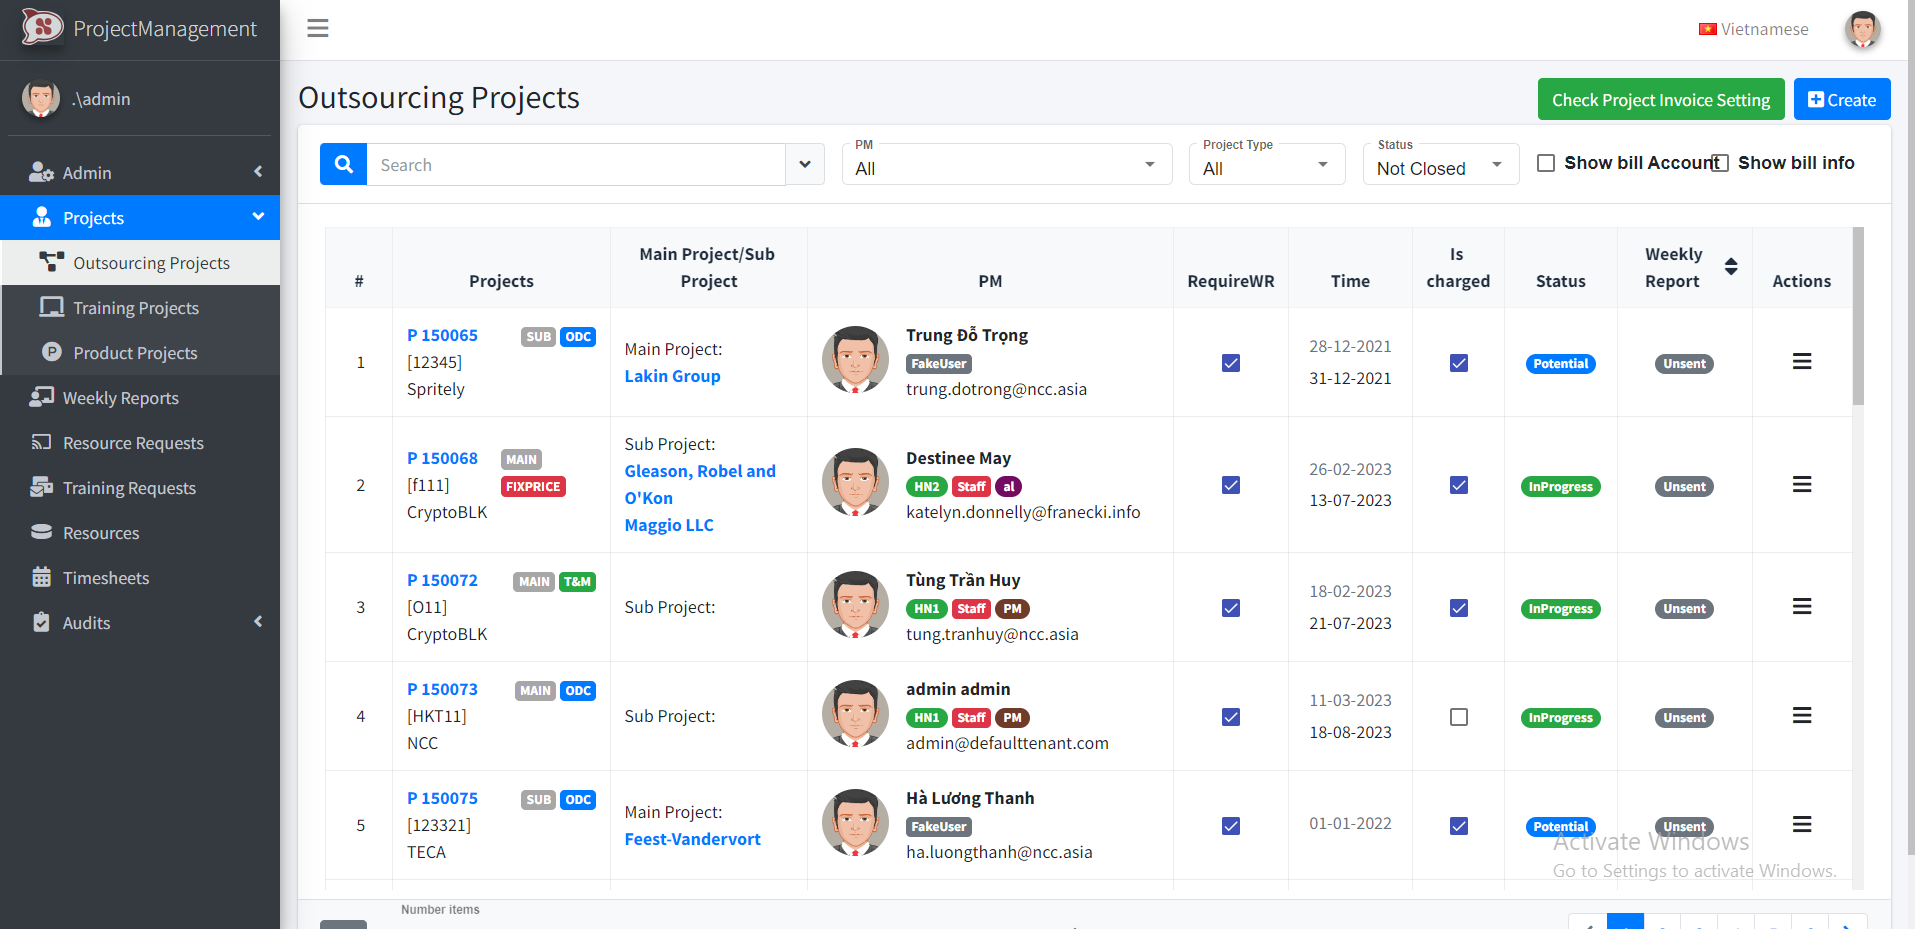 ProjectManagement
Vietnamese
.\admin
Admin
Projects
Outsourcing Projects
Training Projects
Product Projects
Weekly Reports
Resource Requests
Training Requests
Resources
Timesheets
Audits
Outsourcing Projects
Check Project Invoice Setting
Create
Search
PM
All
Project Type
All
Status
Not Closed
Show bill Account
Show bill info
#
Projects
Main Project/Sub
Project
PM
RequireWR
Time
Is
charged
Status
Weekly
Report
Actions
1
P 150065
SUB ODC
[12345]
Spritely
Main Project:
Lakin Group
Trung Đỗ Trọng
FakeUser
trung.dotrong@ncc.asia
28-12-2021
31-12-2021
Potential
Unsent
2
P 150068
MAIN
FIXPRICE
[f111]
CryptoBLK
Sub Project:
Gleason, Robel and
O'Kon
Maggio LLC
Destinee May
HN2 Staff al
katelyn.donnelly@franecki.info
26-02-2023
13-07-2023
InProgress
Unsent
3
P 150072
MAIN T&M
[O11]
CryptoBLK
Sub Project:
Tùng Trần Huy
HN1 Staff PM
tung.tranhuy@ncc.asia
18-02-2023
21-07-2023
InProgress
Unsent
4
P 150073
MAIN ODC
[HKT11]
NCC
Sub Project:
admin admin
HN1 Staff PM
admin@defaulttenant.com
11-03-2023
18-08-2023
InProgress
Unsent
5
P 150075
SUB ODC
[123321]
TECA
Main Project:
Feest-Vandervort
Hà Lương Thanh
FakeUser
ha.luongthanh@ncc.asia
01-01-2022
Potential
Unsent
Activate Windows
Go to Settings to activate Windows.
Number items